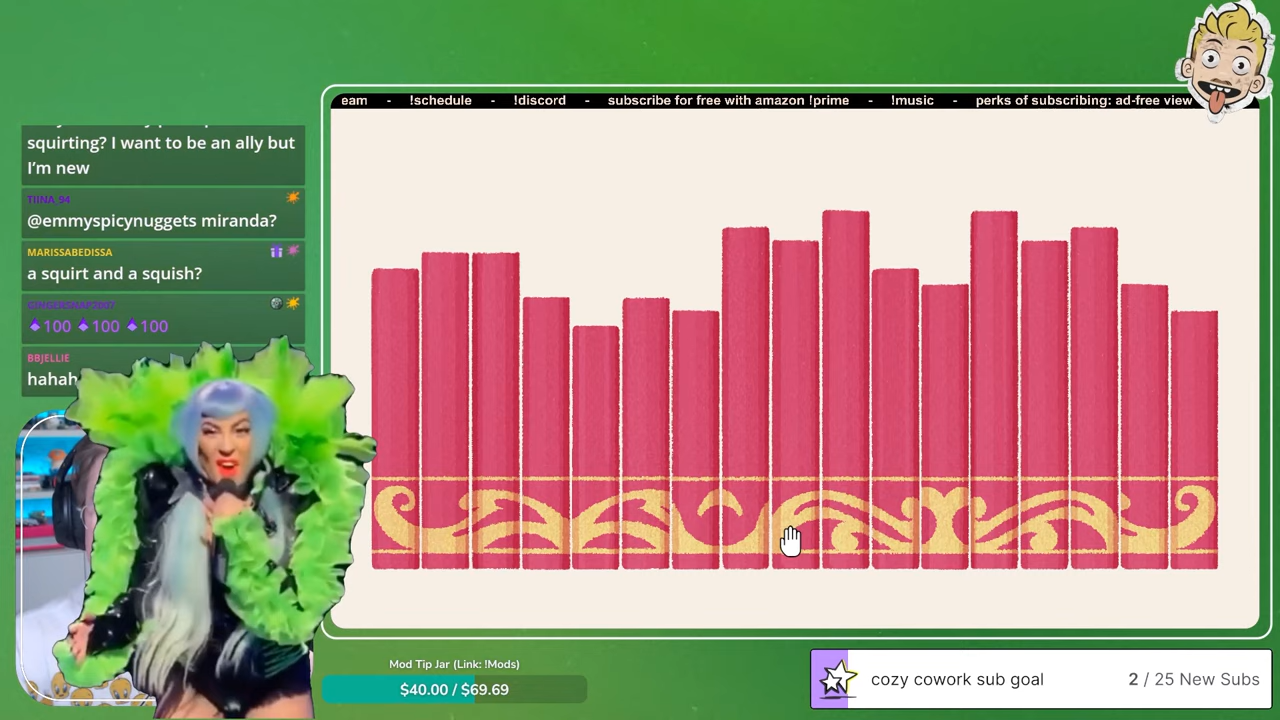 eam - !schedule - !discord - subscribe for free with amazon !prime - !music - perks of subscribing: ad-free view
squirting? I want to be an ally but
I'm new
TIINA_94
@emmyspicynuggets miranda?
MARISSABEDISSA
a squirt and a squish?
GINGERSNAP2007
100 100 100
BBJELLIE
hahah
Mod Tip Jar (Link: !Mods)
$40.00 / $69.69
cozy cowork sub goal 2 / 25 New Subs